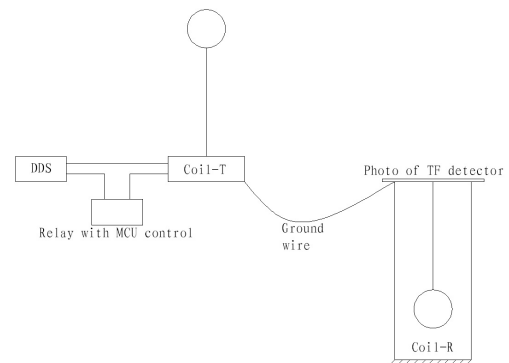 DDS
Coil-T
Photo of TF detector
Relay with MCU control
Ground
wire
Coil-R